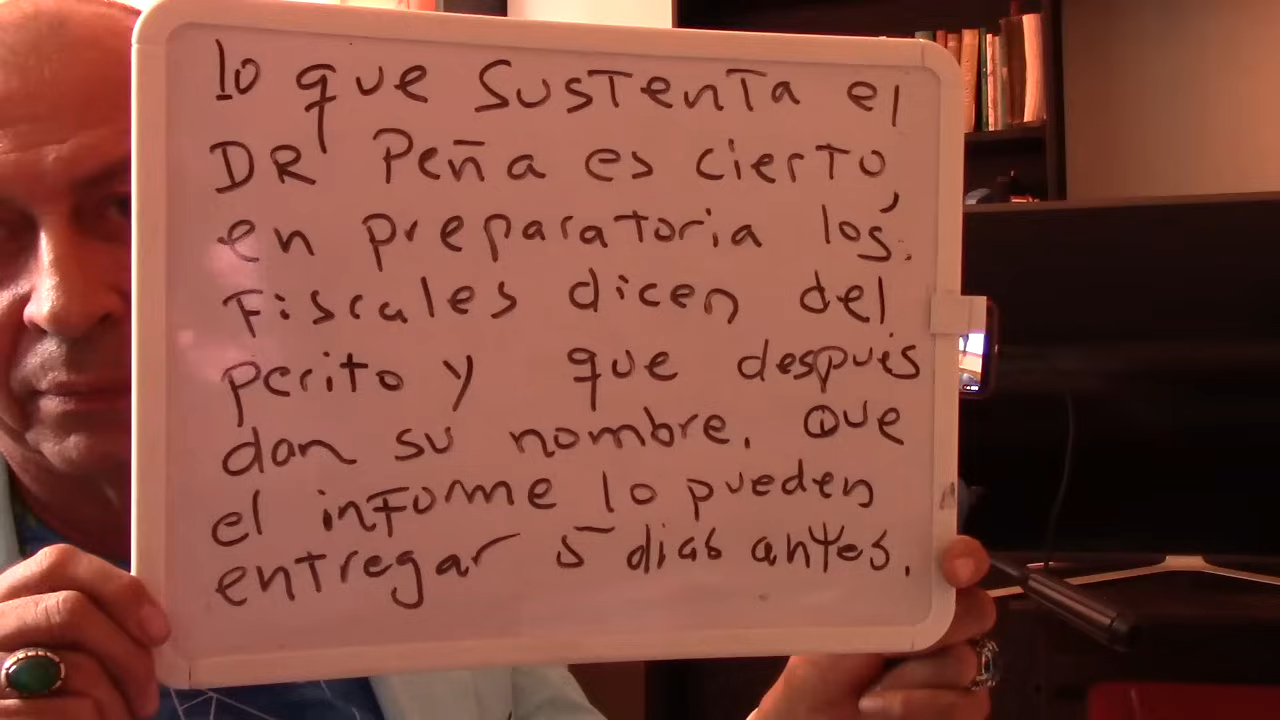 lo que sustenta el
DR Peña es cierto,
en preparatoria los
Fiscales dicen del
perito y que despues
dan su nombre. Que
el informe lo pueden
entregar 5 dias antes.